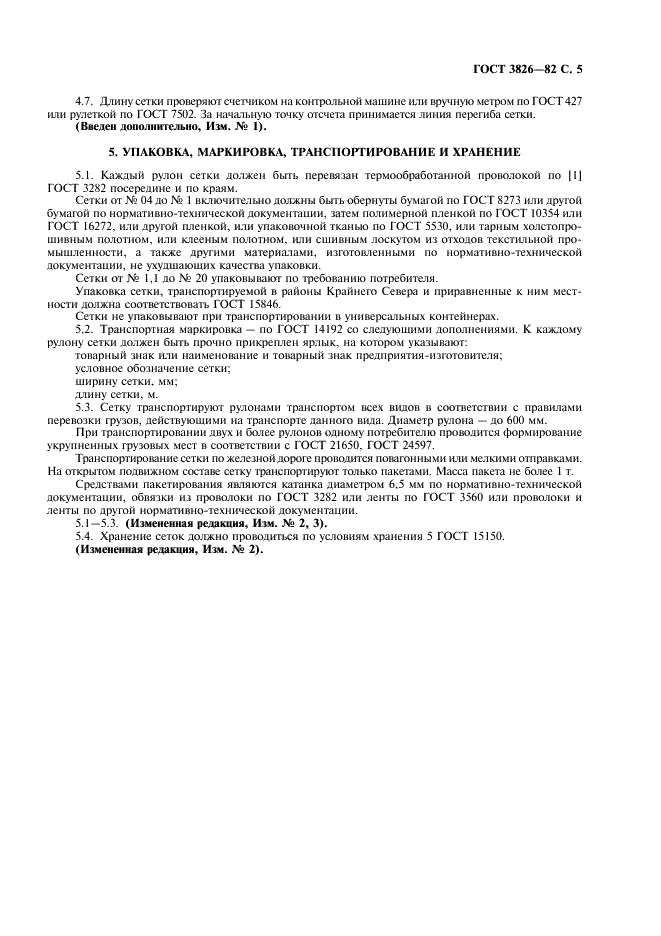 ГОСТ 3826—82 С. 5
4.7. Длину сетки проверяют счетчиком на контрольной машине или вручную метром по ГОСТ 427
или рулеткой по ГОСТ 7502. За начальную точку отсчета принимается линия перегиба сетки.
(Введен дополнительно, Изм. № 1).
5. УПАКОВКА, МАРКИРОВКА, ТРАНСПОРТИРОВАНИЕ И ХРАНЕНИЕ
5.1. Каждый рулон сетки должен быть перевязан термообработанной проволокой по [1]
ГОСТ 3282 посередине и по краям.
Сетки от № 04 до № 1 включительно должны быть обернуты бумагой по ГОСТ 8273 или другой
бумагой по нормативно-технической документации, затем полимерной пленкой по ГОСТ 10354 или
ГОСТ 16272, или другой пленкой, или упаковочной тканью по ГОСТ 5530, или тарным холстопро-
шивным полотном, или клееным полотном, или сшивным лоскутом из отходов текстильной про-
мышленности, а также другими материалами, изготовленными по нормативно-технической
документации, не ухудшающих качества упаковки.
Сетки от № 1,1 до № 20 упаковывают по требованию потребителя.
Упаковка сетки, транспортируемой в районы Крайнего Севера и приравненные к ним мест-
ности должна соответствовать ГОСТ 15846.
Сетки не упаковывают при транспортировании в универсальных контейнерах.
5.2. Транспортная маркировка — по ГОСТ 14192 со следующими дополнениями. К каждому
рулону сетки должен быть прочно прикреплен ярлык, на котором указывают:
товарный знак или наименование и товарный знак предприятия-изготовителя;
условное обозначение сетки;
ширину сетки, мм;
длину сетки, м.
5.3. Сетку транспортируют рулонами транспортом всех видов в соответствии с правилами
перевозки грузов, действующими на транспорте данного вида. Диаметр рулона — до 600 мм.
При транспортировании двух и более рулонов одному потребителю проводится формирование
укрупненных грузовых мест в соответствии с ГОСТ 21650, ГОСТ 24597.
Транспортирование сетки по железной дороге проводится повагонными или мелкими отправками.
На открытом подвижном составе сетку транспортируют только пакетами. Масса пакета не более 1 т.
Средствами пакетирования являются катанка диаметром 6,5 мм по нормативно-технической
документации, обвязки из проволоки по ГОСТ 3282 или ленты по ГОСТ 3560 или проволоки и
ленты по другой нормативно-технической документации.
5.1—5.3. (Измененная редакция, Изм. № 2, 3).
5.4. Хранение сеток должно проводиться по условиям хранения 5 ГОСТ 15150.
(Измененная редакция, Изм. № 2).